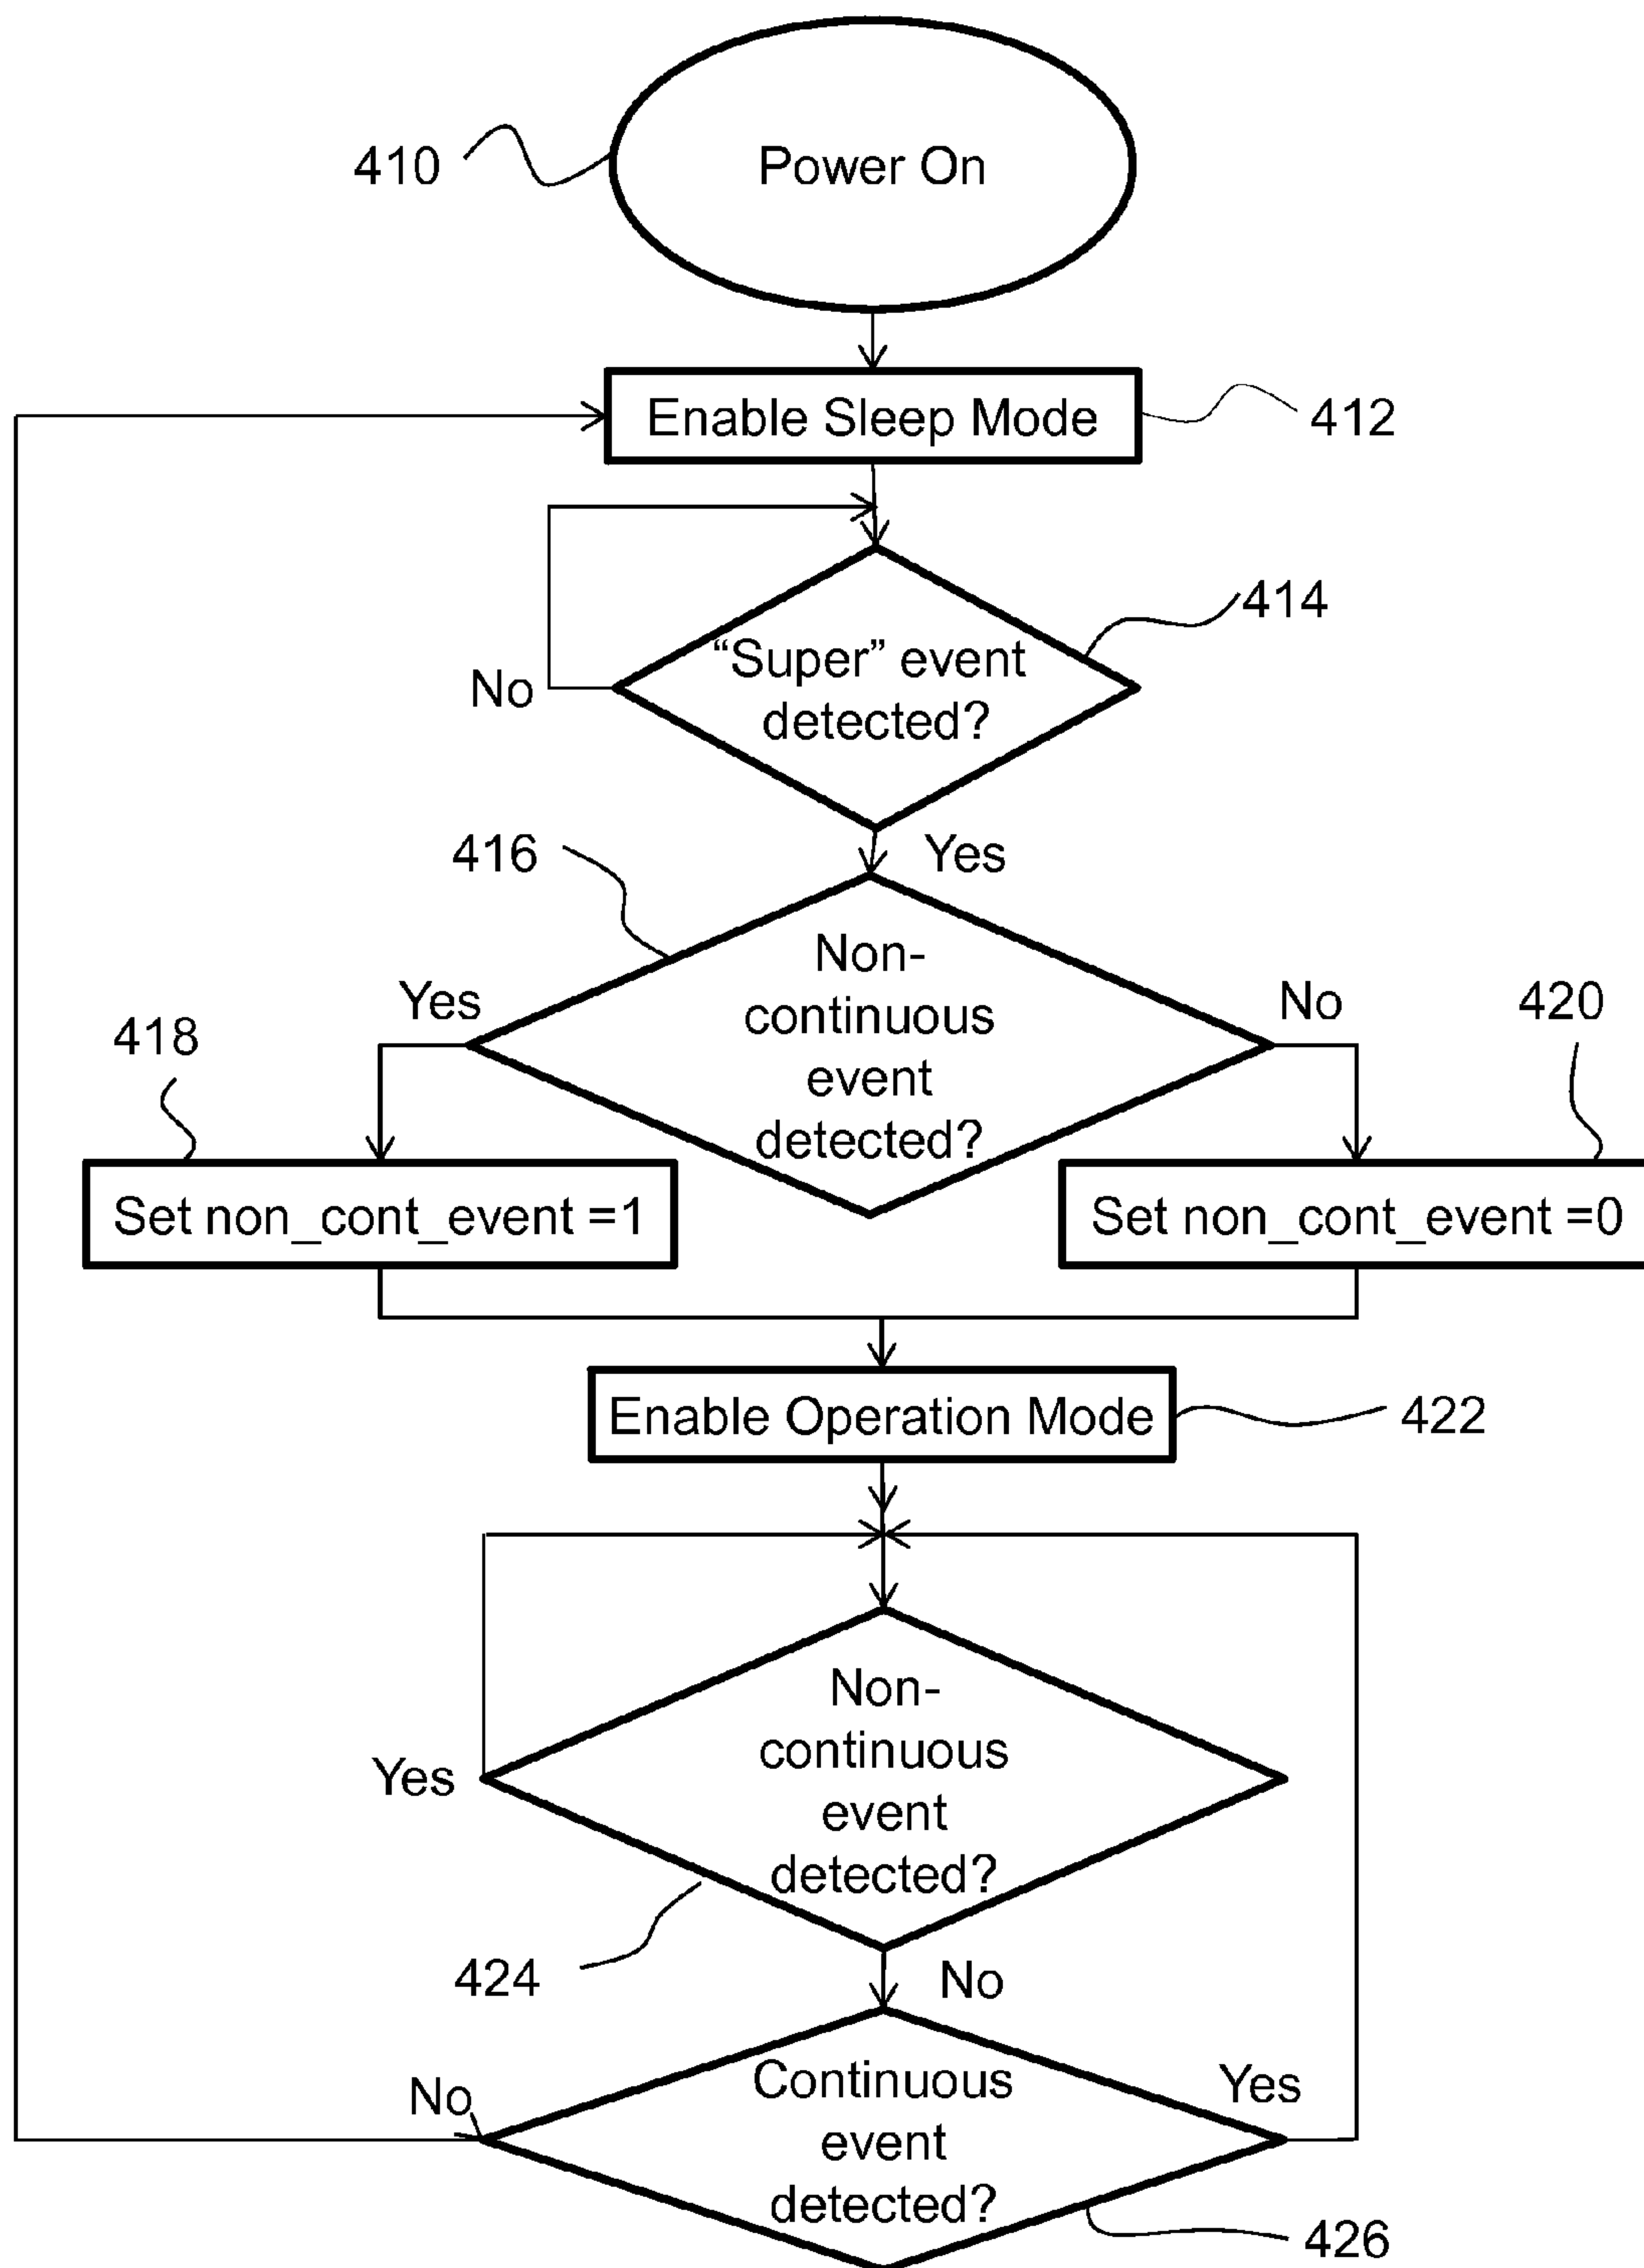 Power On
410
Enable Sleep Mode
412
414
“Super” event
detected?
No
Yes
416
Non-
continuous
event
detected?
Yes
No
418
420
Set non_cont_event =1
Set non_cont_event =0
Enable Operation Mode
422
Non-
continuous
event
detected?
Yes
424
No
Continuous
event
detected?
No
Yes
426